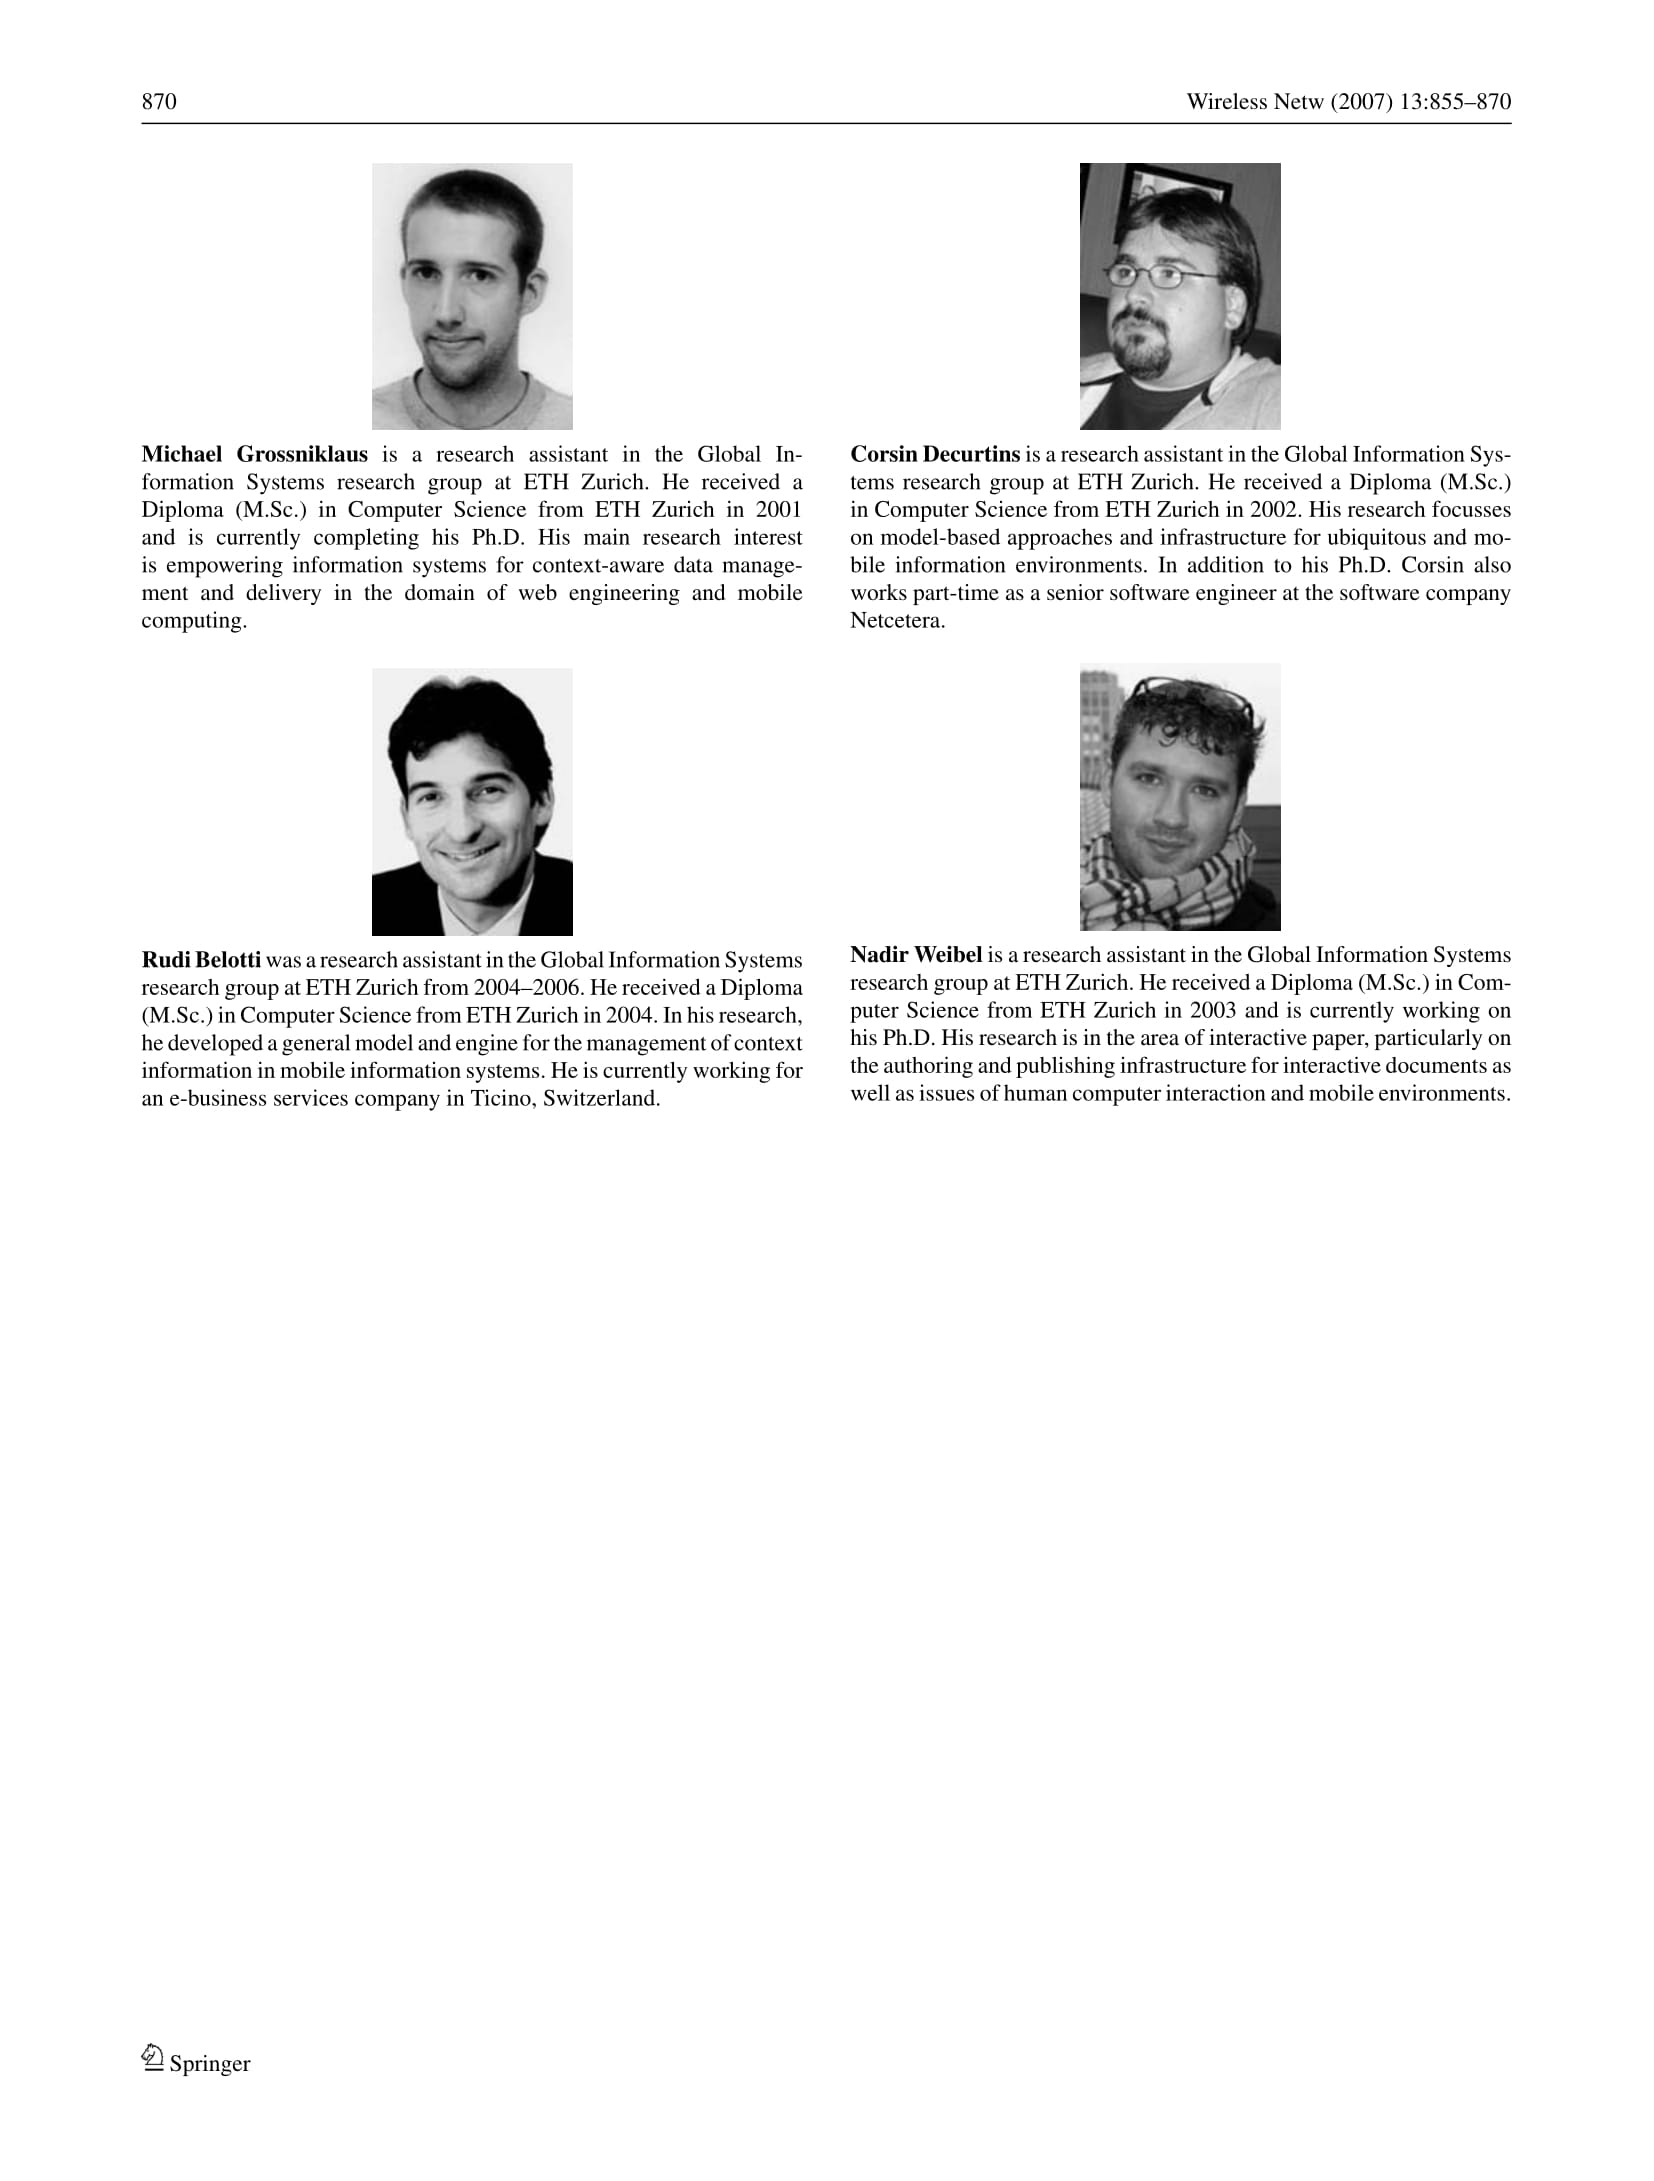 870
Wireless Netw (2007) 13:855–870
Michael Grossniklaus is a research assistant in the Global In-
formation Systems research group at ETH Zurich. He received a
Diploma (M.Sc.) in Computer Science from ETH Zurich in 2001
and is currently completing his Ph.D. His main research interest
is empowering information systems for context-aware data manage-
ment and delivery in the domain of web engineering and mobile
computing.
Rudi Belotti was a research assistant in the Global Information Systems
research group at ETH Zurich from 2004–2006. He received a Diploma
(M.Sc.) in Computer Science from ETH Zurich in 2004. In his research,
he developed a general model and engine for the management of context
information in mobile information systems. He is currently working for
an e-business services company in Ticino, Switzerland.
Corsin Decurtins is a research assistant in the Global Information Sys-
tems research group at ETH Zurich. He received a Diploma (M.Sc.)
in Computer Science from ETH Zurich in 2002. His research focusses
on model-based approaches and infrastructure for ubiquitous and mo-
bile information environments. In addition to his Ph.D. Corsin also
works part-time as a senior software engineer at the software company
Netcetera.
Nadir Weibel is a research assistant in the Global Information Systems
research group at ETH Zurich. He received a Diploma (M.Sc.) in Com-
puter Science from ETH Zurich in 2003 and is currently working on
his Ph.D. His research is in the area of interactive paper, particularly on
the authoring and publishing infrastructure for interactive documents as
well as issues of human computer interaction and mobile environments.
Springer